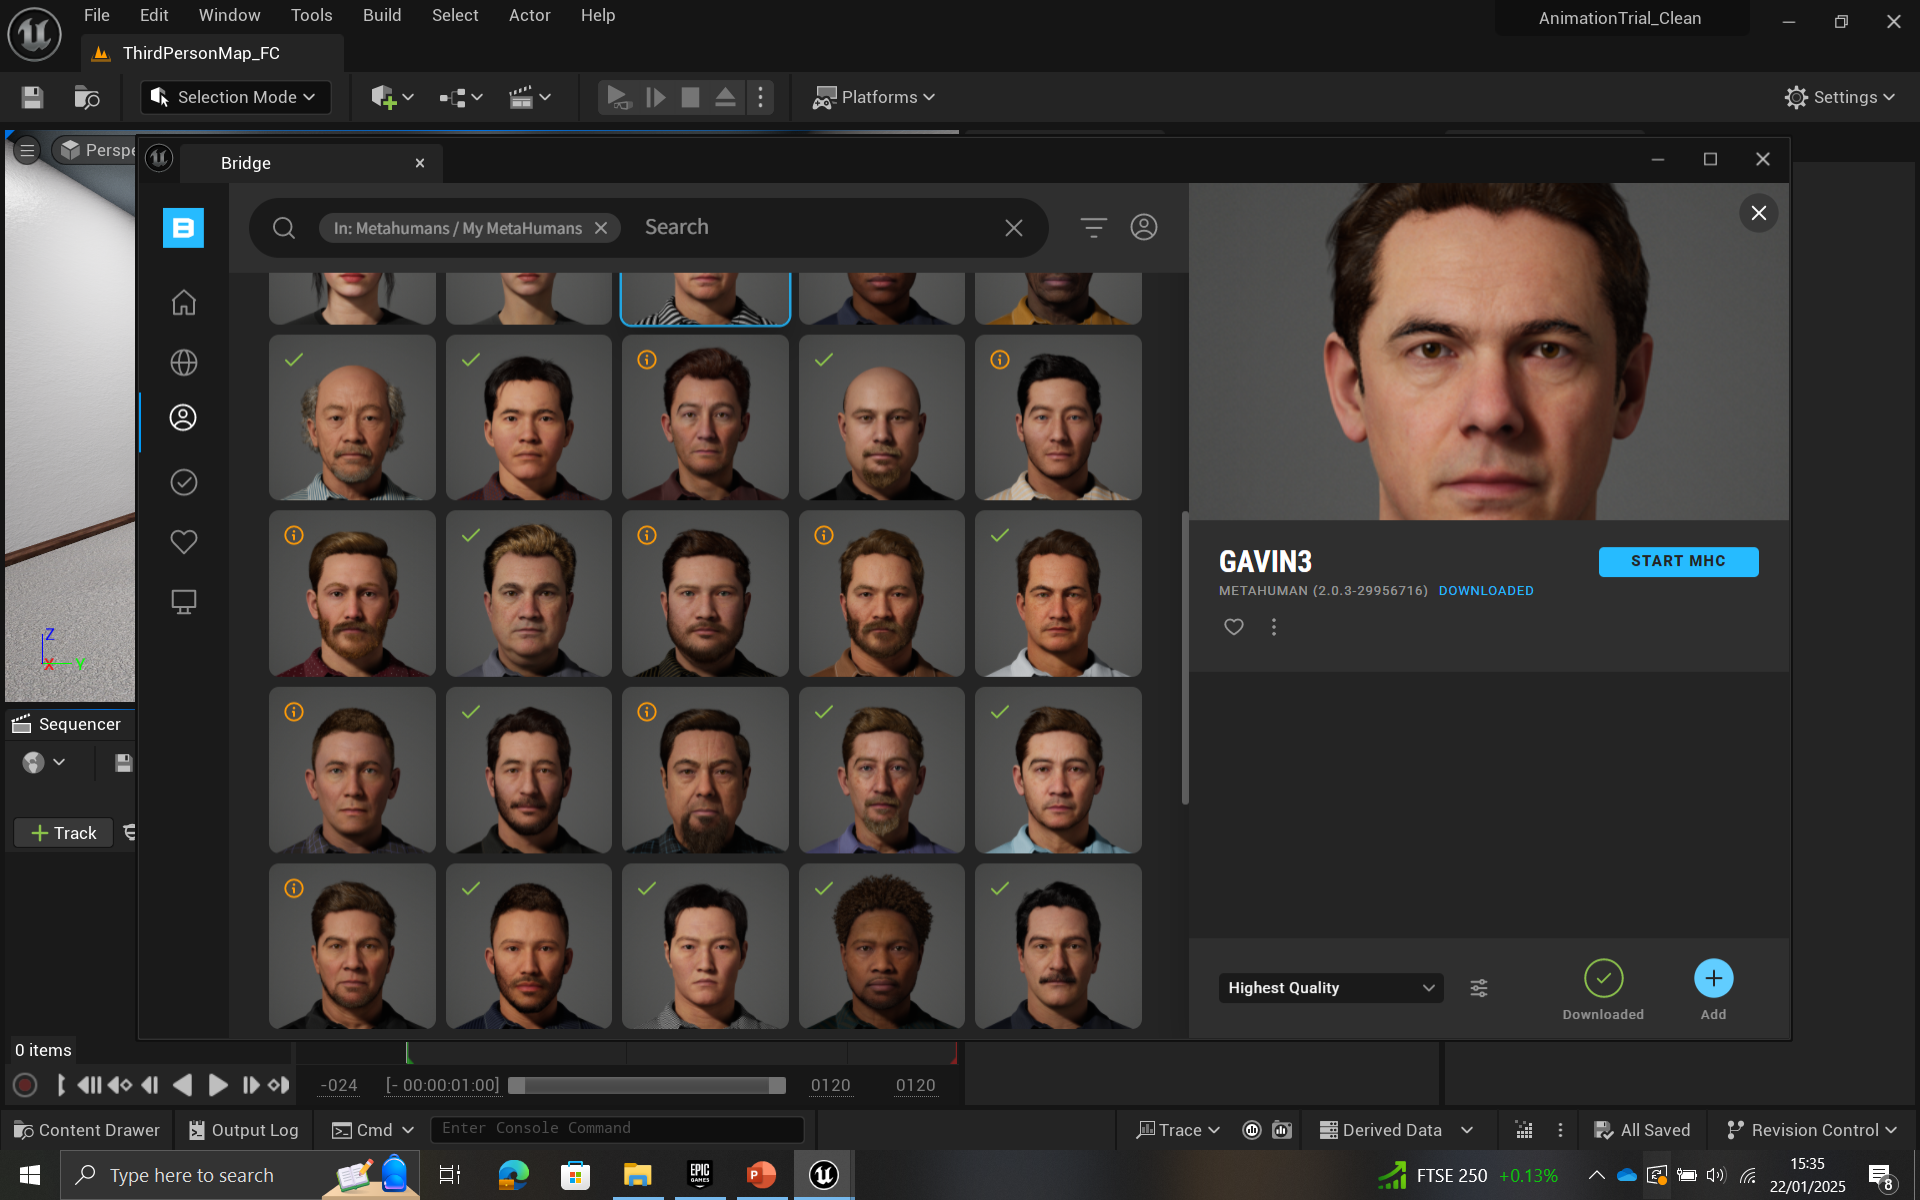 File Edit Window Tools Build Select Actor Help
AnimationTrial_Clean
ThirdPersonMap_FC
Selection Mode
Platforms
Settings
Perspe
Bridge
In: Metahumans / My MetaHumans
Search
GAVIN3
START MHC
METAHUMAN (2.0.3-29956716) DOWNLOADED
Z
X Y
Sequencer
Track
Highest Quality
Downloaded
Add
0 items
-024 [- 00:00:01:00] 0120 0120
Content Drawer Output Log Cmd Enter Console Command Trace Derived Data All Saved Revision Control
Type here to search
EPIC
GAMES
P
FTSE 250 +0.13%
15:35
22/01/2025
8